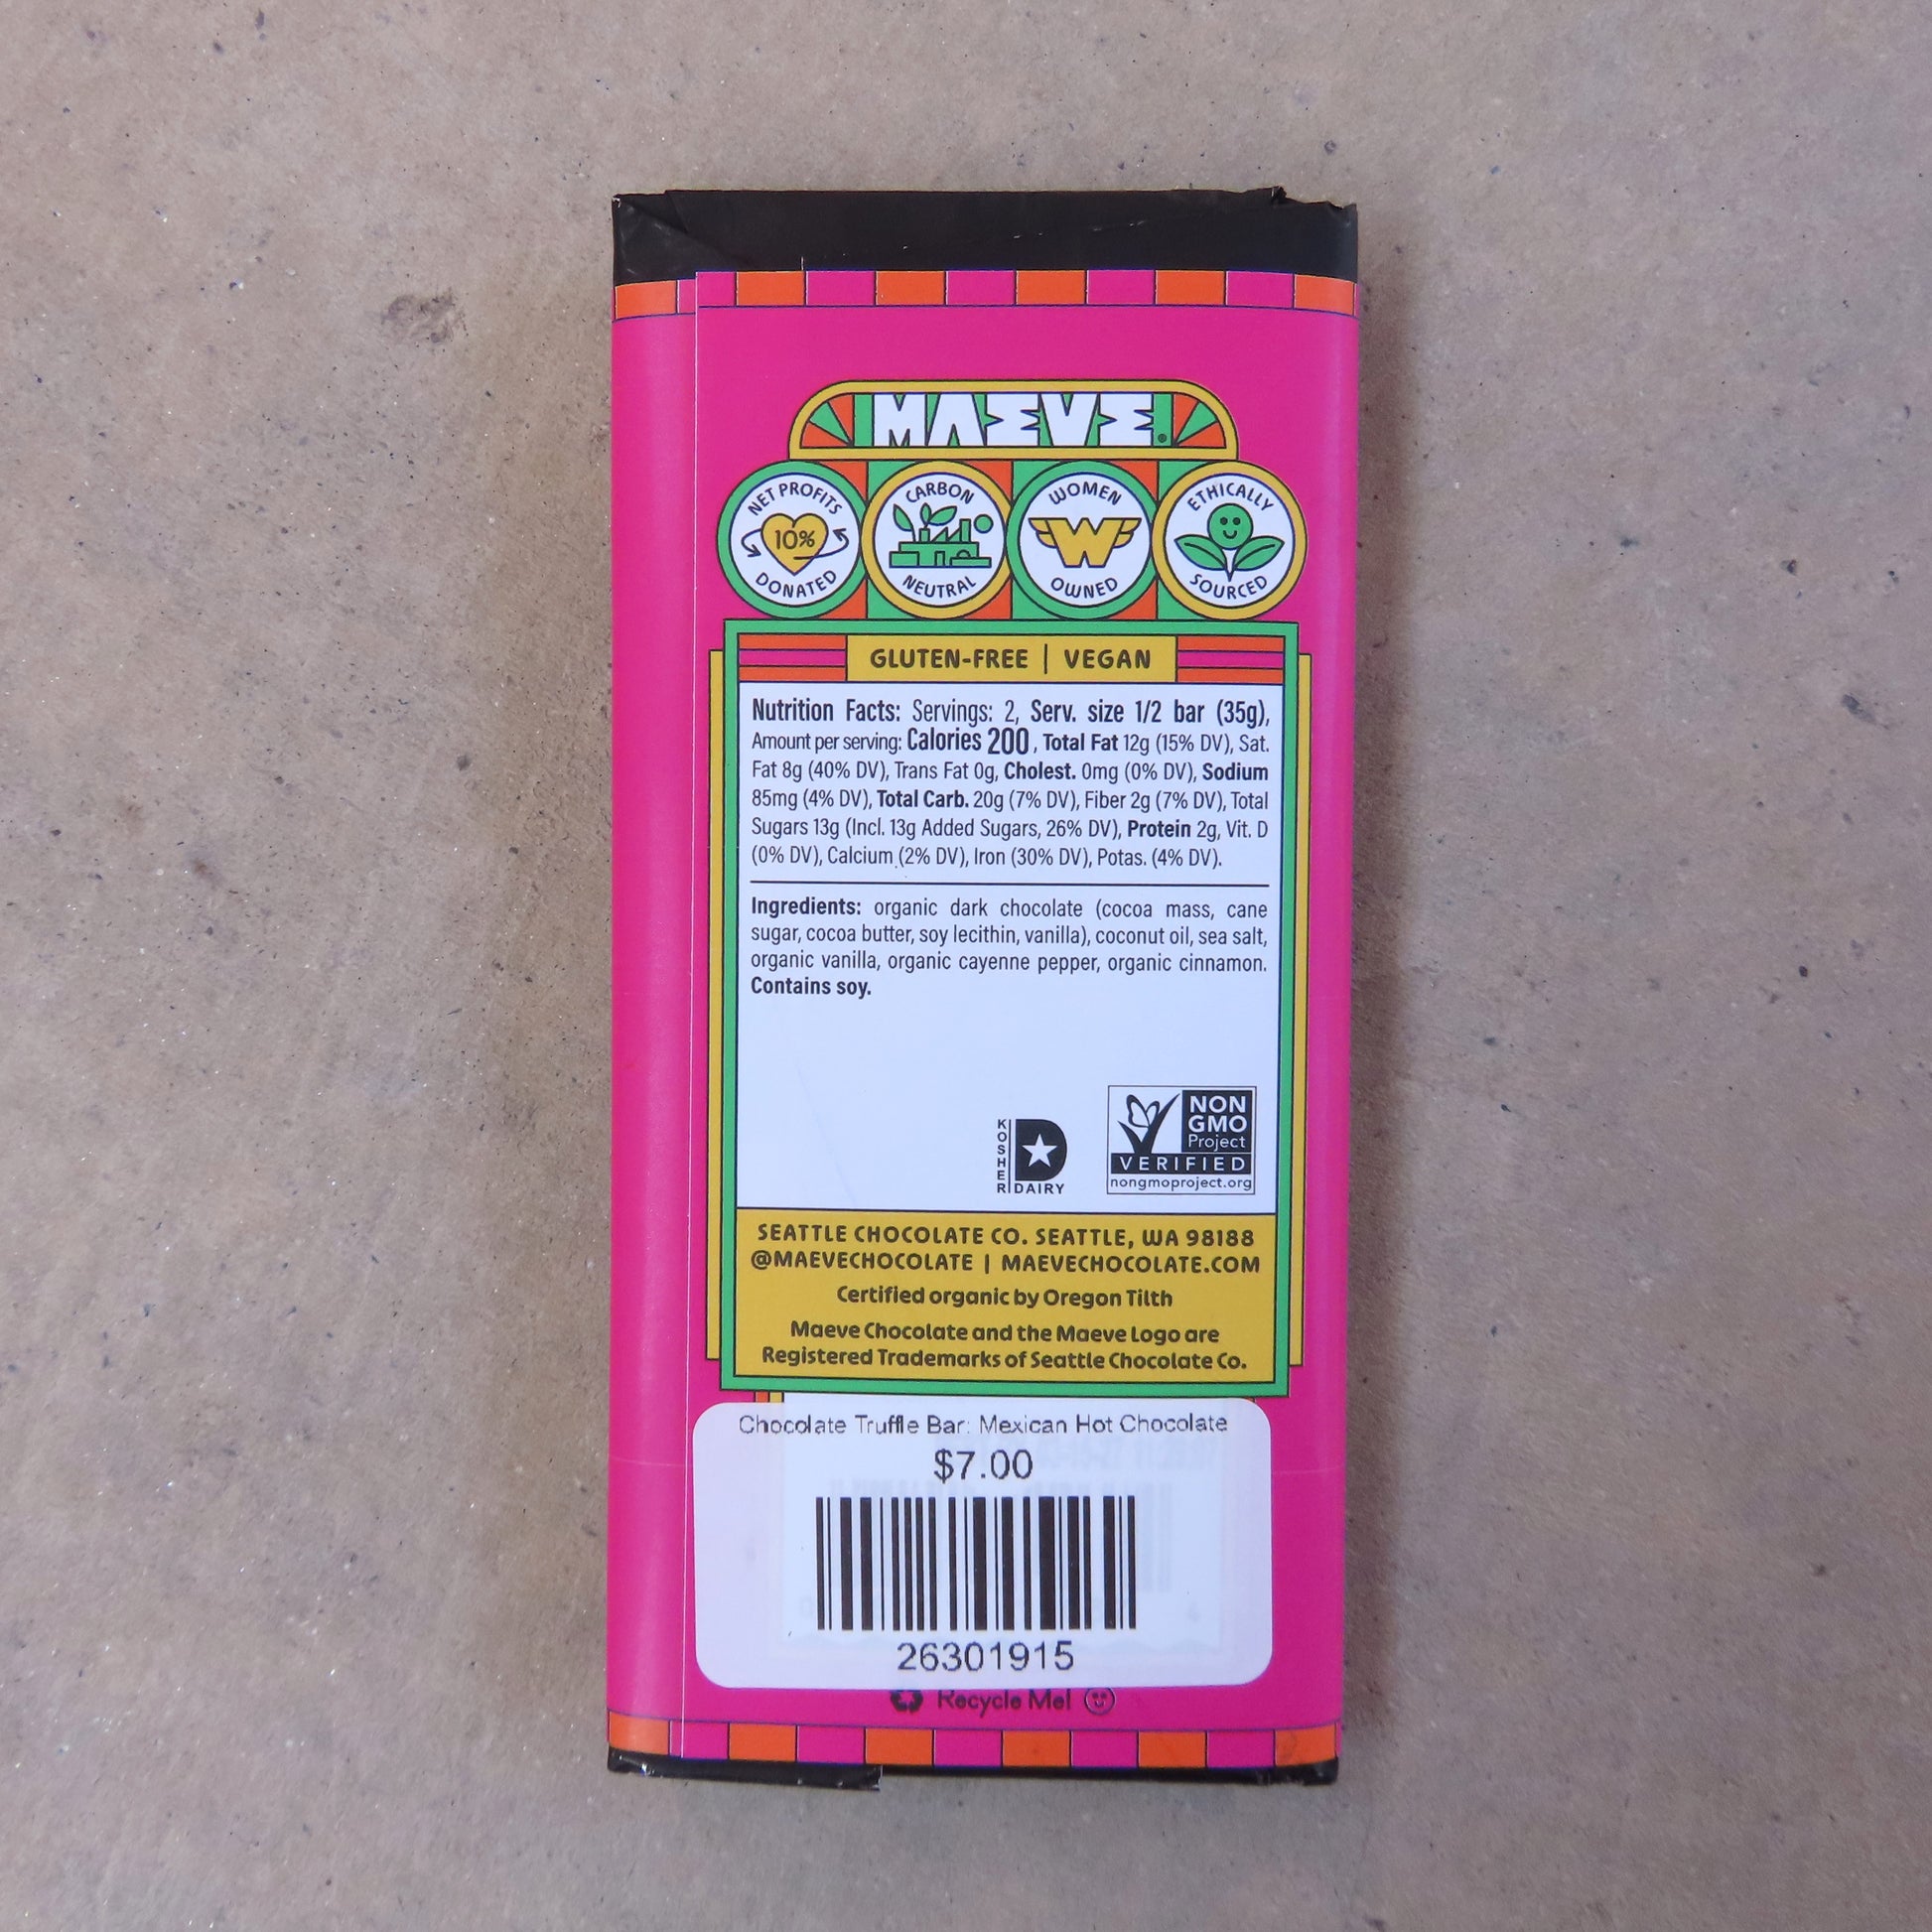 MAEVE.
NET PROFITS
10%
DONATED
CARBON
NEUTRAL
WOMEN
W
OWNED
ETHICALLY
SOURCED
GLUTEN-FREE | VEGAN
Nutrition Facts: Servings: 2, Serv. size 1/2 bar (35g),
Amount per serving: Calories 200, Total Fat 12g (15% DV), Sat.
Fat 8g (40% DV), Trans Fat 0g, Cholest. 0mg (0% DV), Sodium
85mg (4% DV), Total Carb. 20g (7% DV), Fiber 2g (7% DV), Total
Sugars 13g (Incl. 13g Added Sugars, 26% DV), Protein 2g, Vit. D
(0% DV), Calcium (2% DV), Iron (30% DV), Potas. (4% DV).
Ingredients: organic dark chocolate (cocoa mass, cane
sugar, cocoa butter, soy lecithin, vanilla), coconut oil, sea salt,
organic vanilla, organic cayenne pepper, organic cinnamon.
Contains soy.
KOSHER
D
DAIRY
NON
GMO
Project
VERIFIED
nongmoproject.org
SEATTLE CHOCOLATE CO. SEATTLE, WA 98188
@MAEVECHOCOLATE | MAEVECHOCOLATE.COM
Certified organic by Oregon Tilth
Maeve Chocolate and the Maeve Logo are
Registered Trademarks of Seattle Chocolate Co.
Chocolate Truffle Bar: Mexican Hot Chocolate
$7.00
26301915
Recycle Me!